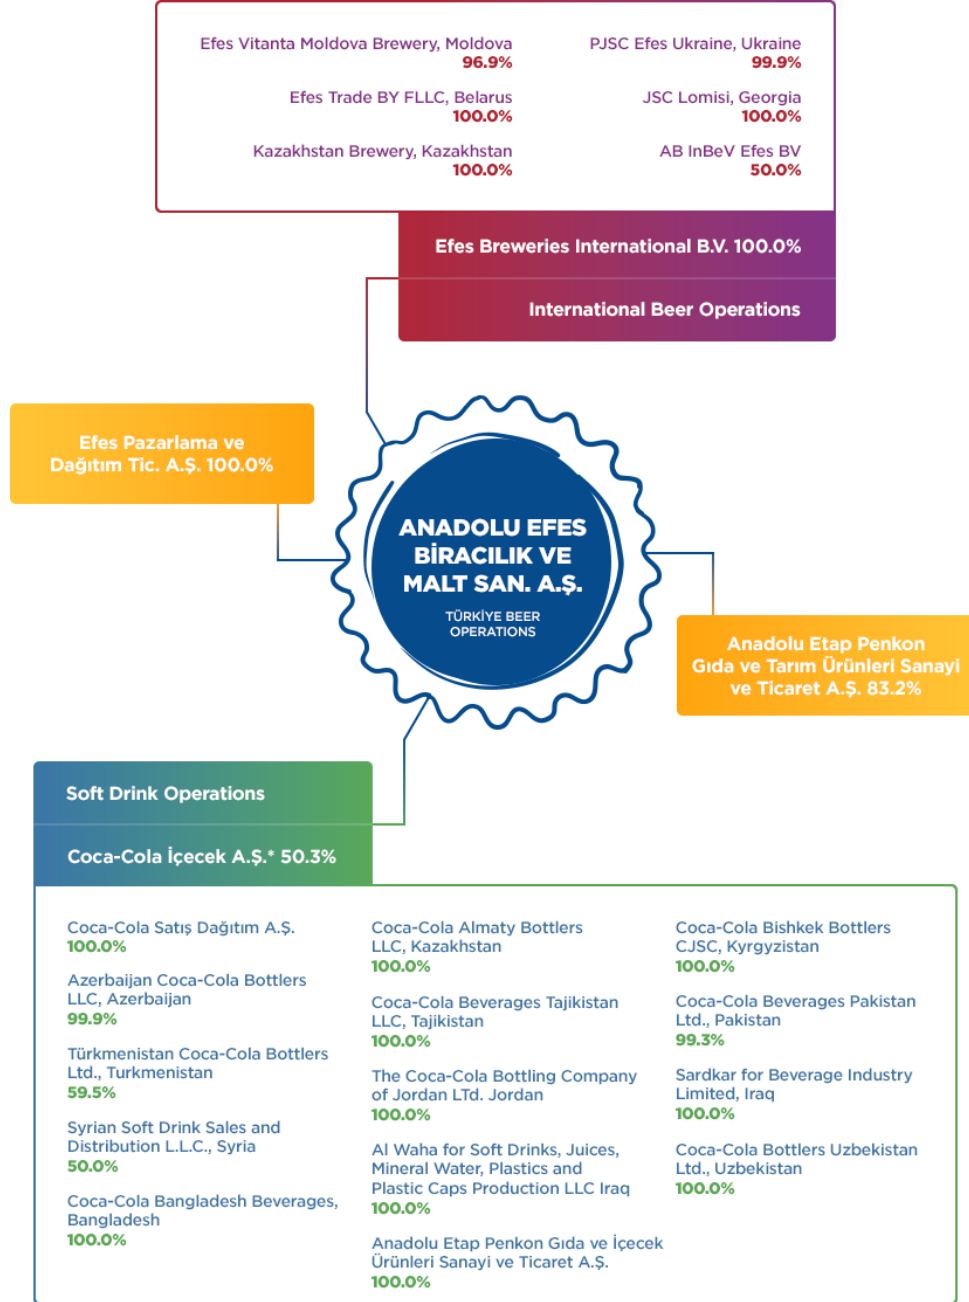 Efes Vitanta Moldova Brewery, Moldova
96.9%
Efes Trade BY FLLC, Belarus
100.0%
Kazakhstan Brewery, Kazakhstan
100.0%
PJSC Efes Ukraine, Ukraine
99.9%
JSC Lomisi, Georgia
100.0%
AB InBeV Efes BV
50.0%
Efes Breweries International B.V. 100.0%
International Beer Operations
Efes Pazarlama ve
Dağıtım Tic. A.Ş. 100.0%
ANADOLU EFES
BİRACILIK VE
MALT SAN. A.Ş.
TÜRKİYE BEER
OPERATIONS
Anadolu Etap Penkon
Gıda ve Tarım Ürünleri Sanayi
ve Ticaret A.Ş. 83.2%
Soft Drink Operations
Coca-Cola İçecek A.Ş.* 50.3%
Coca-Cola Satış Dağıtım A.Ş.
100.0%
Azerbaijan Coca-Cola Bottlers
LLC, Azerbaijan
99.9%
Türkmenistan Coca-Cola Bottlers
Ltd., Turkmenistan
59.5%
Syrian Soft Drink Sales and
Distribution L.L.C., Syria
50.0%
Coca-Cola Bangladesh Beverages,
Bangladesh
100.0%
Coca-Cola Almaty Bottlers
LLC, Kazakhstan
100.0%
Coca-Cola Beverages Tajikistan
LLC, Tajikistan
100.0%
The Coca-Cola Bottling Company
of Jordan LTd. Jordan
100.0%
Al Waha for Soft Drinks, Juices,
Mineral Water, Plastics and
Plastic Caps Production LLC Iraq
100.0%
Anadolu Etap Penkon Gıda ve İçecek
Ürünleri Sanayi ve Ticaret A.Ş.
100.0%
Coca-Cola Bishkek Bottlers
CJSC, Kyrgyzistan
100.0%
Coca-Cola Beverages Pakistan
Ltd., Pakistan
99.3%
Sardkar for Beverage Industry
Limited, Iraq
100.0%
Coca-Cola Bottlers Uzbekistan
Ltd., Uzbekistan
100.0%